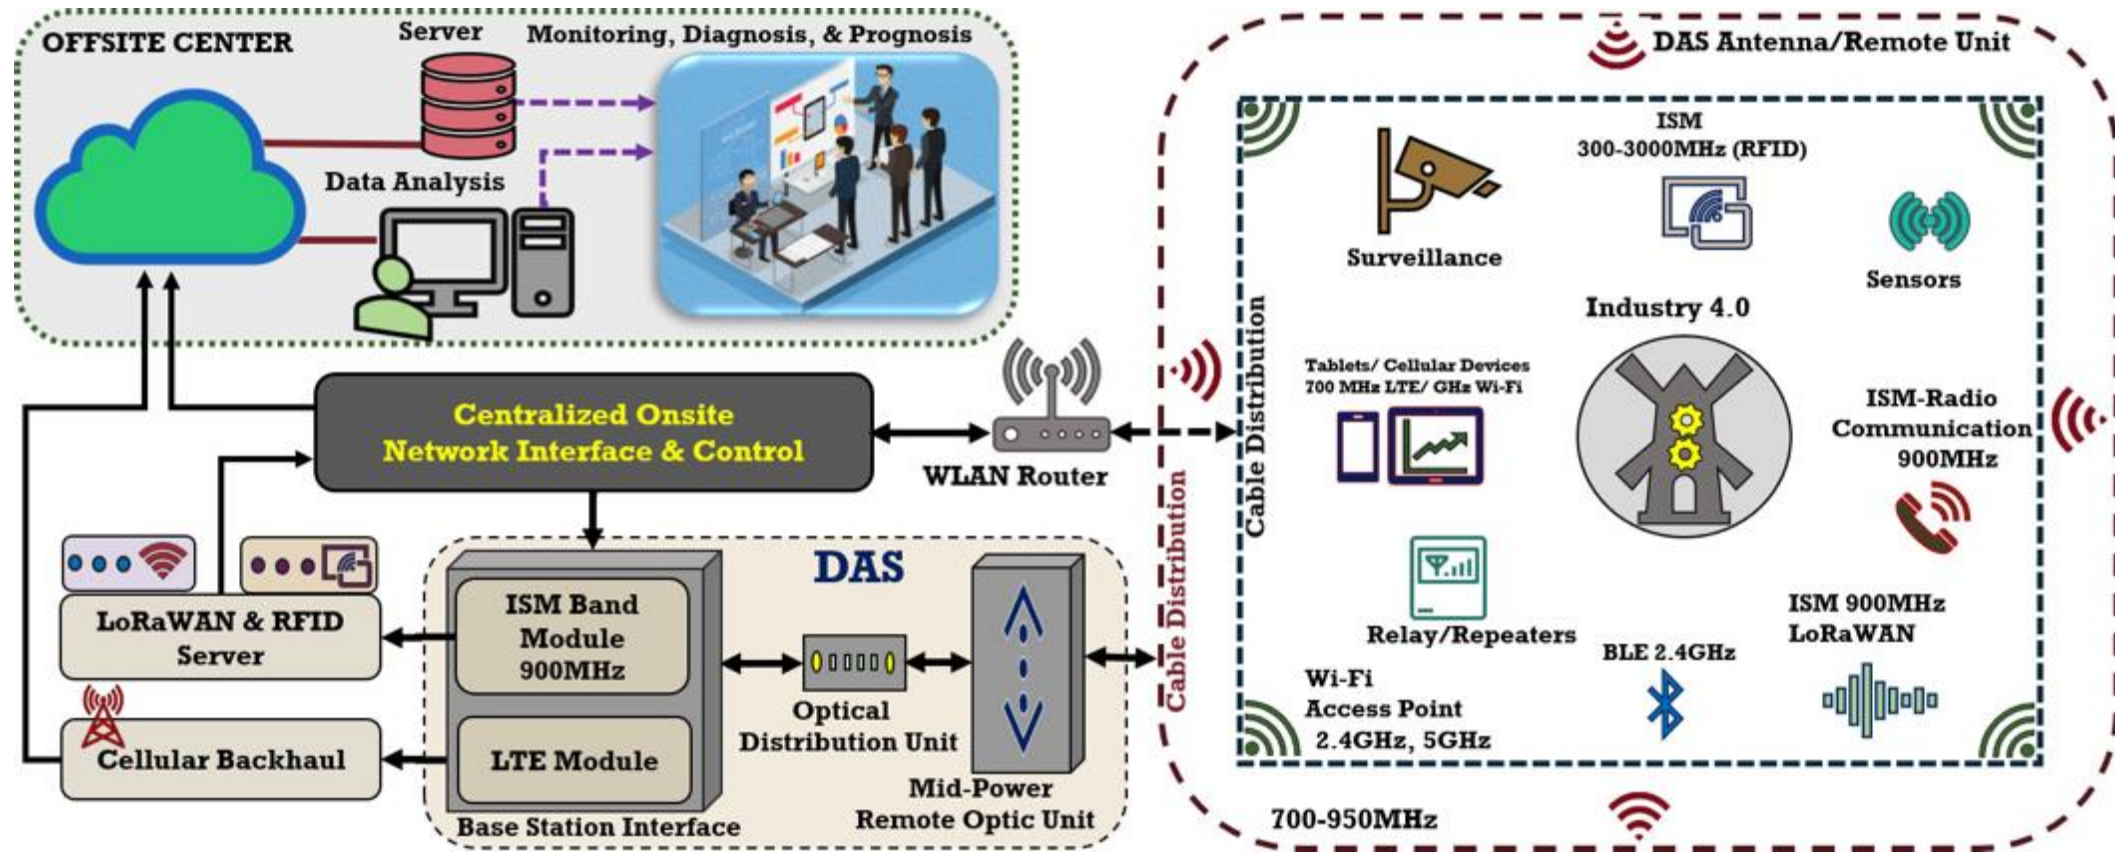 OFFSITE CENTER
Server
Monitoring, Diagnosis, & Prognosis
Data Analysis
Centralized Onsite
Network Interface & Control
WLAN Router
LoRaWAN & RFID
Server
Cellular Backhaul
DAS
ISM Band
Module
900MHz
LTE Module
Base Station Interface
Optical
Distribution Unit
Mid-Power
Remote Optic Unit
Cable Distribution
DAS Antenna/Remote Unit
Cable Distribution
Surveillance
ISM
300-3000MHz (RFID)
Sensors
Industry 4.0
Tablets/ Cellular Devices
700 MHz LTE/ GHz Wi-Fi
ISM-Radio
Communication
900MHz
Relay/Repeaters
Wi-Fi
Access Point
2.4GHz, 5GHz
BLE 2.4GHz
ISM 900MHz
LoRaWAN
700-950MHz